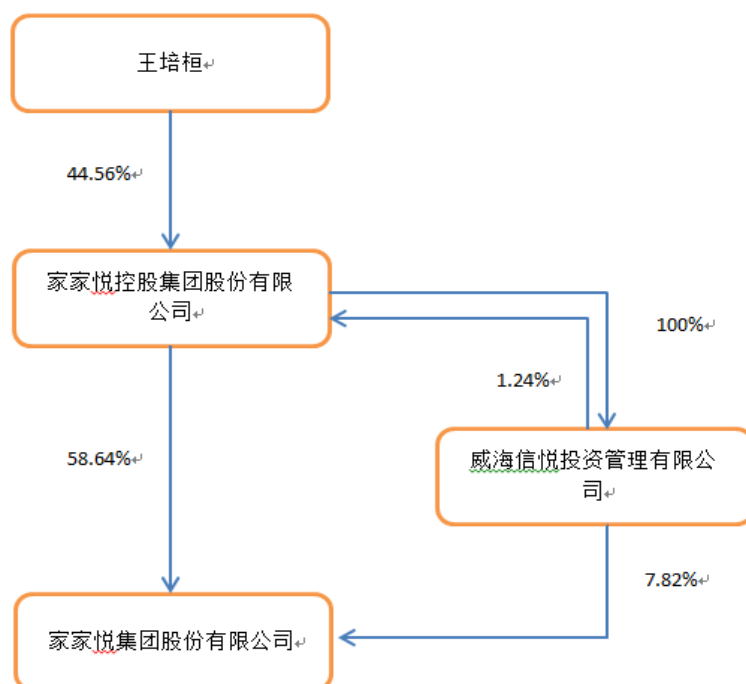 王培桓
44.56%
家家悦控股集团股份有限
公司
100%
1.24%
58.64%
威海信悦投资管理有限公
司
7.82%
家家悦集团股份有限公司